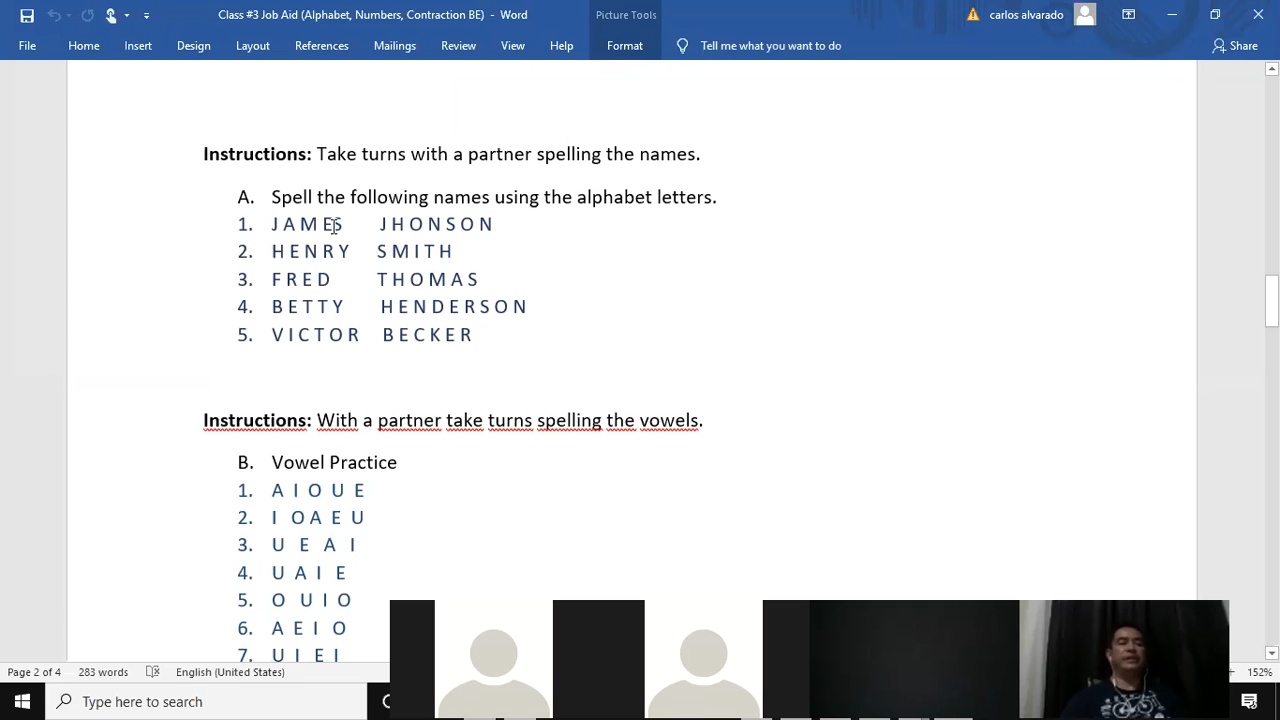 Class #3 Job Aid (Alphabet, Numbers, Contraction BE) - Word
Picture Tools
carlos alvarado
File Home Insert Design Layout References Mailings Review View Help Format Tell me what you want to do Share
Instructions: Take turns with a partner spelling the names.
A. Spell the following names using the alphabet letters.
1. J A M E S J H O N S O N
2. H E N R Y S M I T H
3. F R E D T H O M A S
4. B E T T Y H E N D E R S O N
5. V I C T O R B E C K E R
Instructions: With a partner take turns spelling the vowels.
B. Vowel Practice
1. A I O U E
2. I O A E U
3. U E A I
4. U A I E
5. O U I O
6. A E I O
7. U I E I
Page 2 of 4 283 words English (United States) 152%
Type here to search